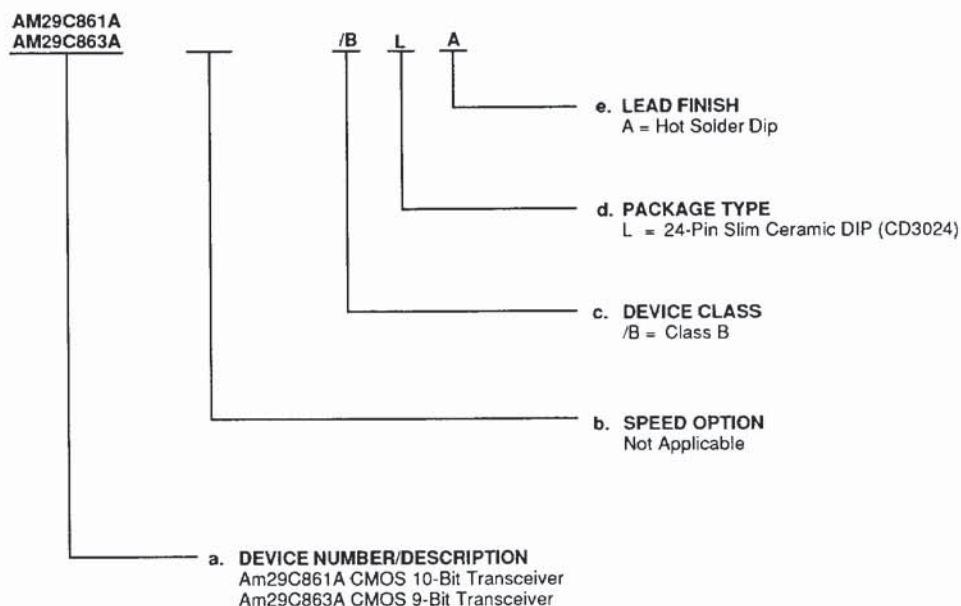 AM29C861A
AM29C863A /B L A
e. LEAD FINISH
A = Hot Solder Dip
d. PACKAGE TYPE
L = 24-Pin Slim Ceramic DIP (CD3024)
c. DEVICE CLASS
/B = Class B
b. SPEED OPTION
Not Applicable
a. DEVICE NUMBER/DESCRIPTION
Am29C861A CMOS 10-Bit Transceiver
Am29C863A CMOS 9-Bit Transceiver